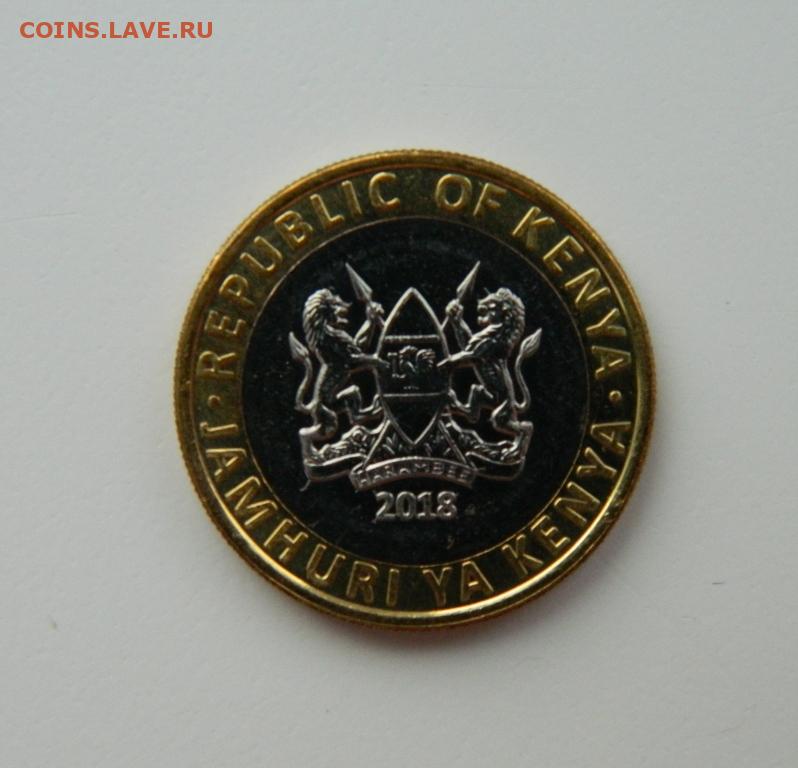 COINS.LAVE.RU
REPUBLIC OF KENYA
HARAMBEE
2018
JAMHURI YA KENYA